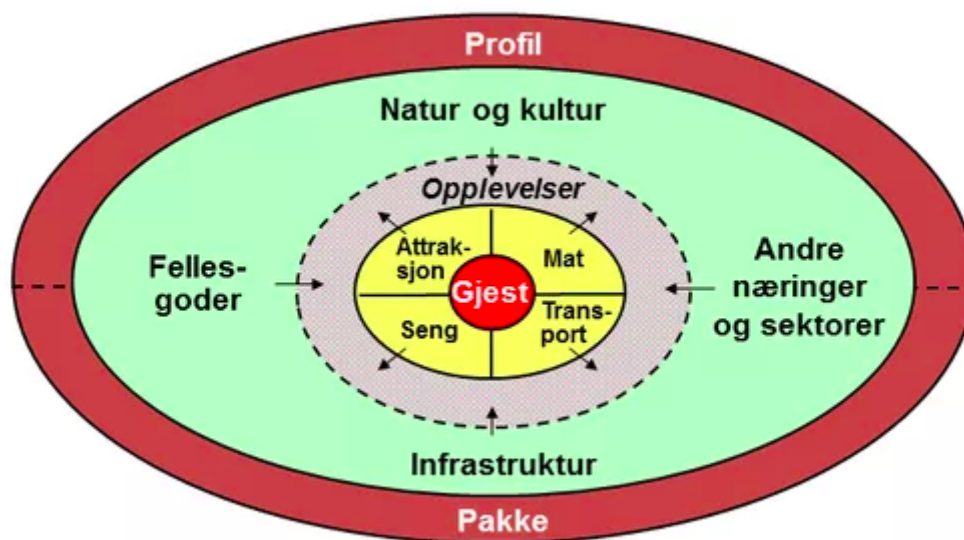 Profil
Natur og kultur
Opplevelser
Attrak-
sjon
Mat
Felles-
goder
Gjest
Andre
næringer
og sektorer
Seng
Trans-
port
Infrastruktur
Pakke